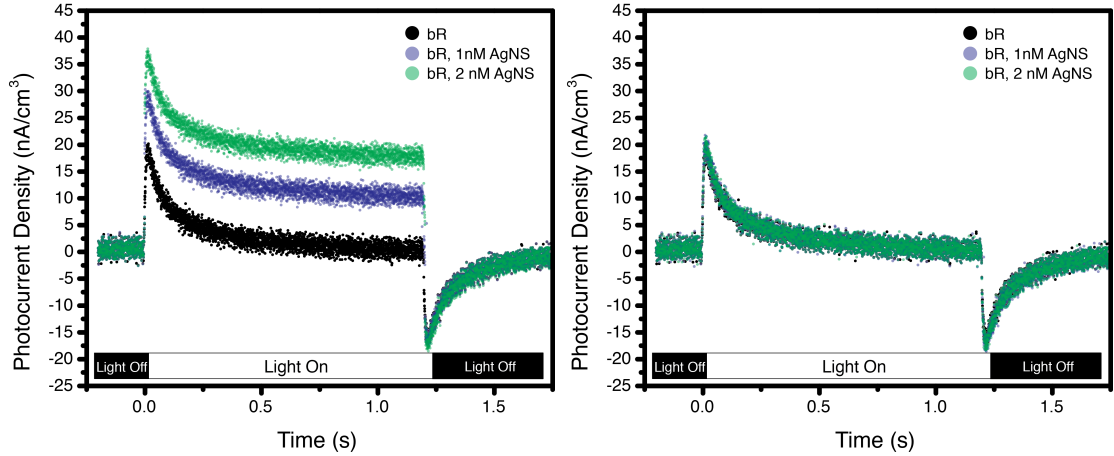 Photocurrent Density (nA/cm³)
45
40
35
30
25
20
15
10
5
0
-5
-10
-15
-20
-25
bR
bR, 1nM AgNS
bR, 2 nM AgNS
Light Off
Light On
Light Off
0.0
0.5
1.0
1.5
Time (s)
Photocurrent Density (nA/cm³)
45
40
35
30
25
20
15
10
5
0
-5
-10
-15
-20
-25
bR
bR, 1nM AgNS
bR, 2 nM AgNS
Light Off
Light On
Light Off
0.0
0.5
1.0
1.5
Time (s)